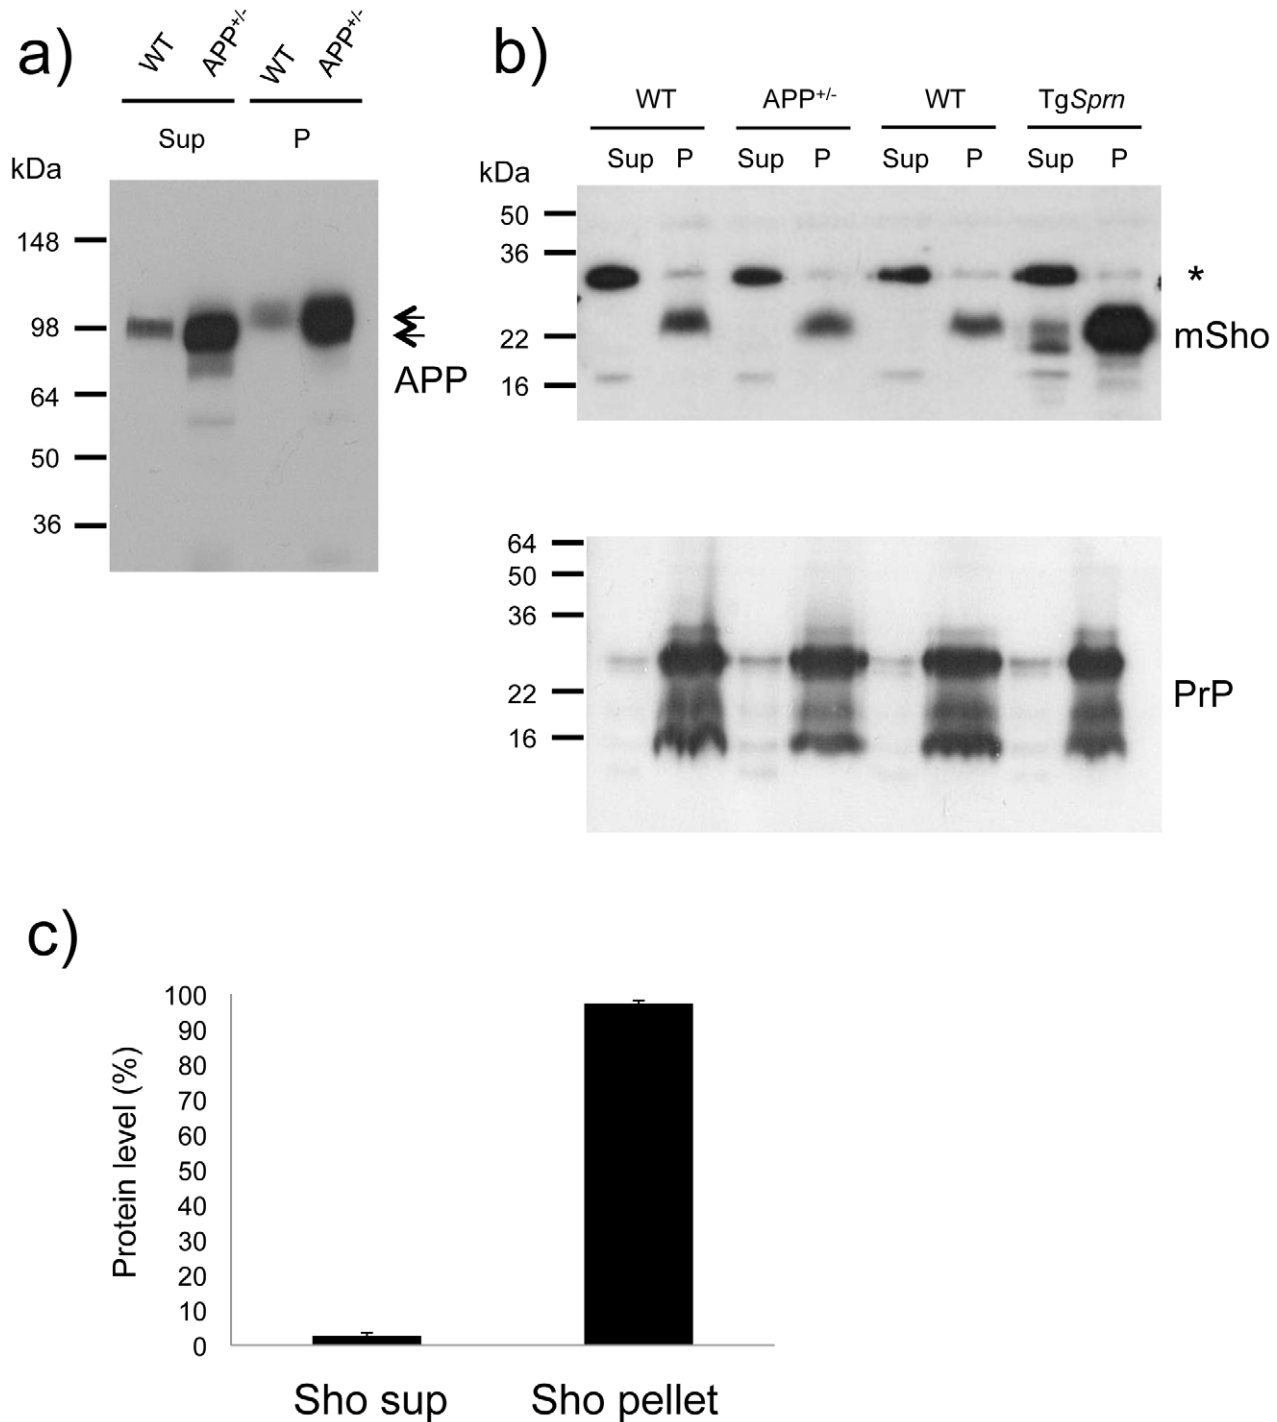 a)
WT
APP+/-
WT
APP+/-
Sup
P
kDa
148
98
64
50
36
APP
b)
WT
APP+/-
WT
TgSprn
Sup
P
Sup
P
Sup
P
Sup
P
kDa
50
36
22
16
*
mSho
64
50
36
22
16
PrP
c)
Protein level (%)
100
90
80
70
60
50
40
30
20
10
0
Sho sup
Sho pellet